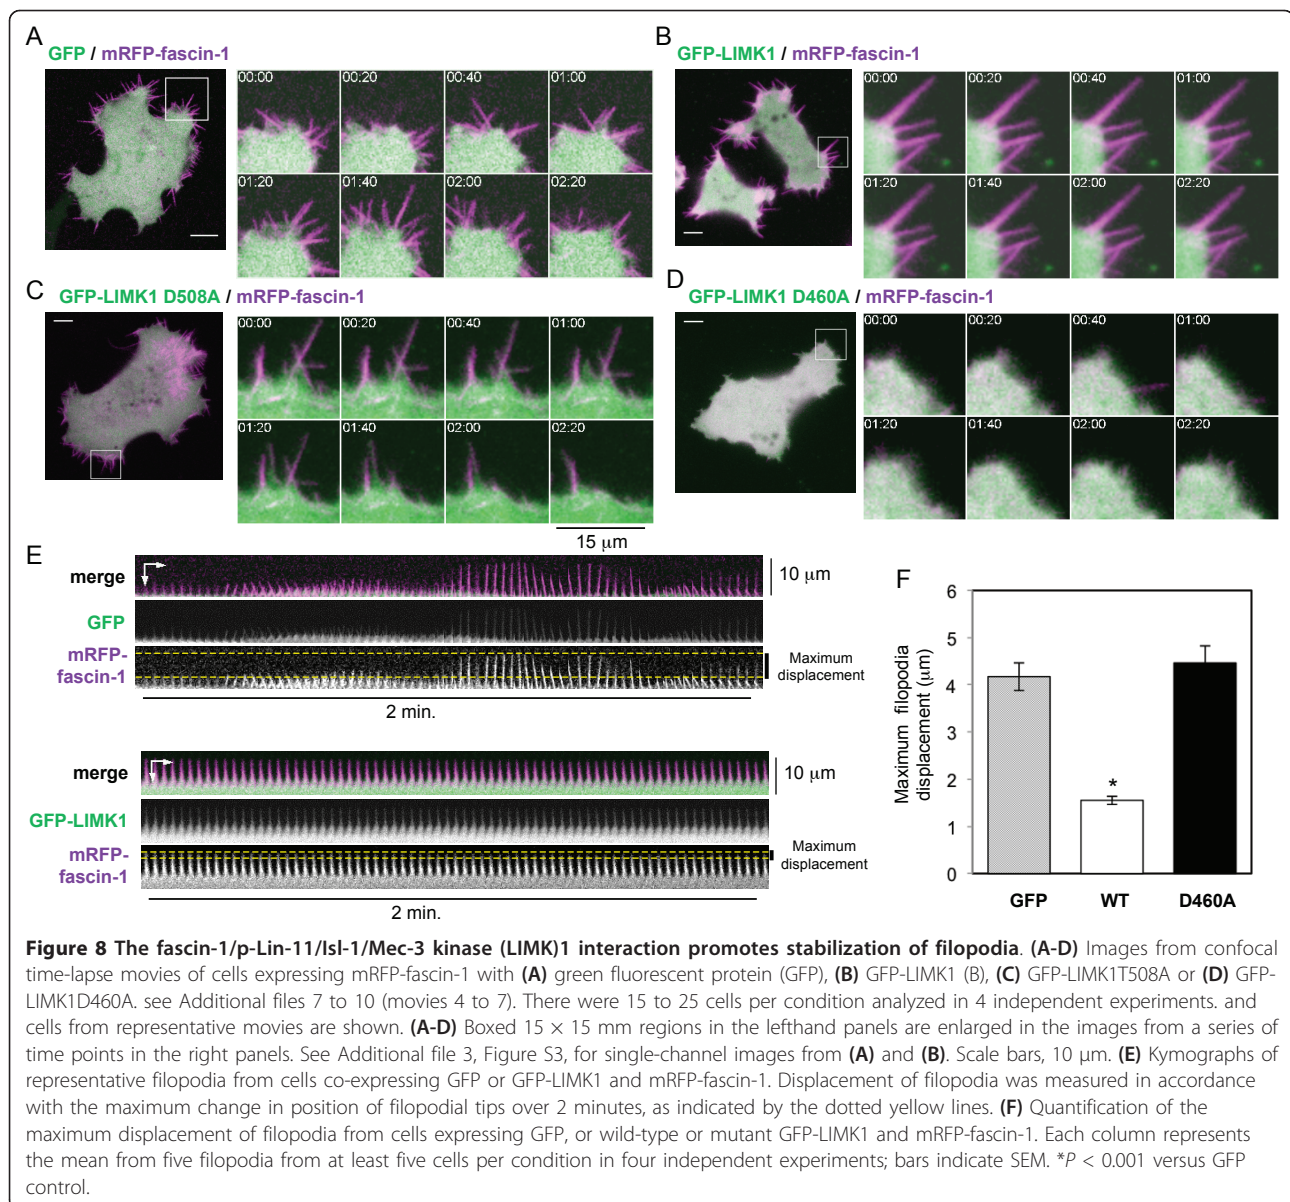 A
GFP / mRFP-fascin-1
00:00
00:20
00:40
01:00
01:20
01:40
02:00
02:20
B
GFP-LIMK1 / mRFP-fascin-1
00:00
00:20
00:40
01:00
01:20
01:40
02:00
02:20
C
GFP-LIMK1 D508A / mRFP-fascin-1
00:00
00:20
00:40
01:00
01:20
01:40
02:00
02:20
15 μm
D
GFP-LIMK1 D460A / mRFP-fascin-1
00:00
00:20
00:40
01:00
01:20
01:40
02:00
02:20
E
merge
10 μm
GFP
mRFP-
fascin-1
Maximum
displacement
2 min.
merge
10 μm
GFP-LIMK1
mRFP-
fascin-1
Maximum
displacement
2 min.
F
Maximum filopodia
displacement (μm)
6
5
4
3
2
1
0
*
GFP
WT
D460A
Figure 8 The fascin-1/p-Lin-11/Isl-1/Mec-3 kinase (LIMK)1 interaction promotes stabilization of filopodia. (A-D) Images from confocal
time-lapse movies of cells expressing mRFP-fascin-1 with (A) green fluorescent protein (GFP), (B) GFP-LIMK1 (B), (C) GFP-LIMK1T508A or (D) GFP-
LIMK1D460A. see Additional files 7 to 10 (movies 4 to 7). There were 15 to 25 cells per condition analyzed in 4 independent experiments. and
cells from representative movies are shown. (A-D) Boxed 15 × 15 mm regions in the lefthand panels are enlarged in the images from a series of
time points in the right panels. See Additional file 3, Figure S3, for single-channel images from (A) and (B). Scale bars, 10 μm. (E) Kymographs of
representative filopodia from cells co-expressing GFP or GFP-LIMK1 and mRFP-fascin-1. Displacement of filopodia was measured in accordance
with the maximum change in position of filopodial tips over 2 minutes, as indicated by the dotted yellow lines. (F) Quantification of the
maximum displacement of filopodia from cells expressing GFP, or wild-type or mutant GFP-LIMK1 and mRFP-fascin-1. Each column represents
the mean from five filopodia from at least five cells per condition in four independent experiments; bars indicate SEM. *P < 0.001 versus GFP
control.